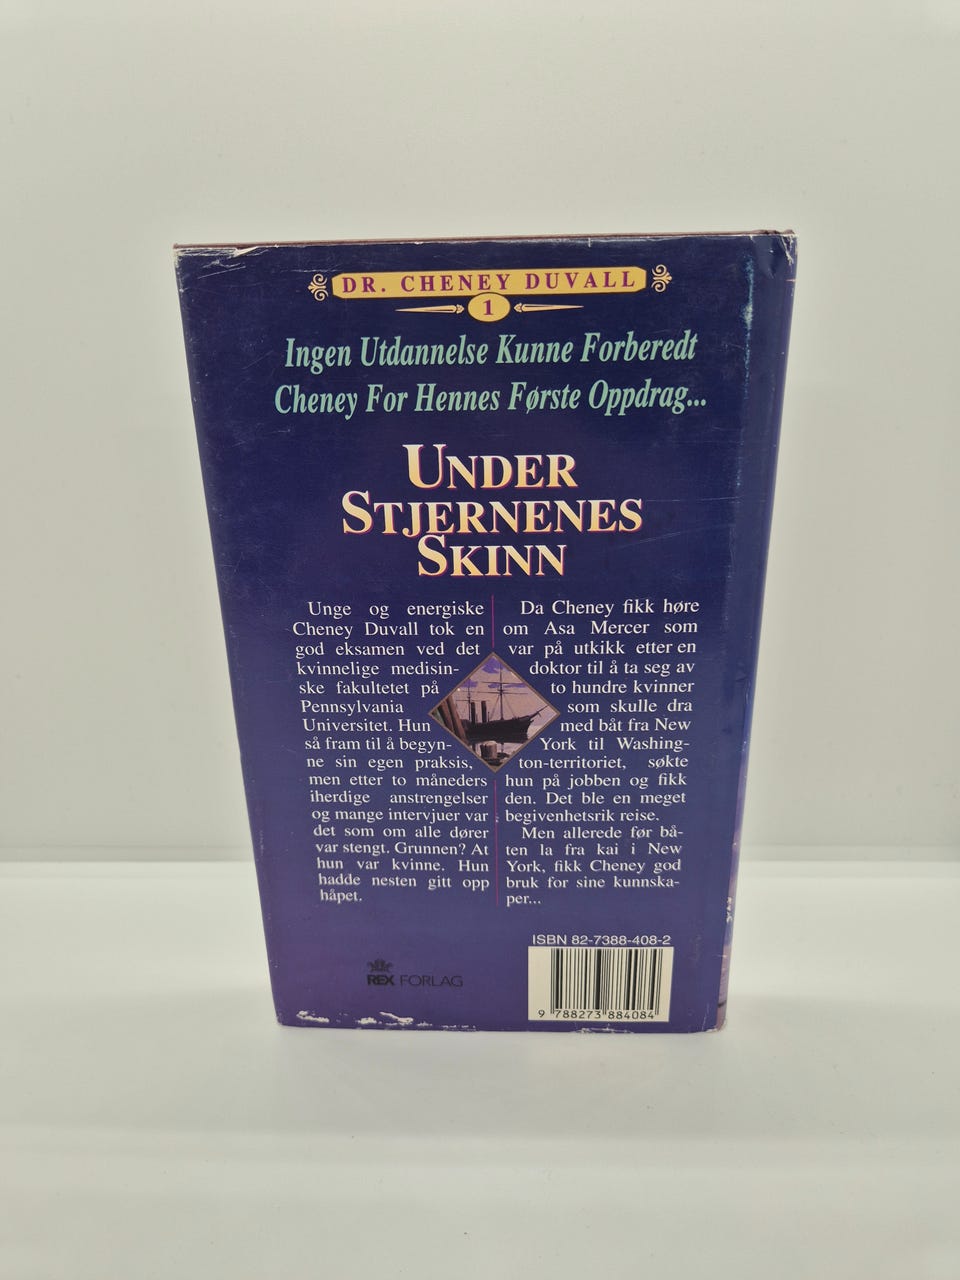 DR. CHENEY DUVALL
1
Ingen Utdannelse Kunne Forberedt
Cheney For Hennes Første Oppdrag...
UNDER
STJERNENES
SKINN
Unge og energiske
Cheney Duvall tok en
god eksamen ved det
kvinnelige medisin-
ske fakultetet på
Pennsylvania
Universitet. Hun
så fram til å begyn-
ne sin egen praksis,
men etter to måneders
iherdige anstrengelser
og mange intervjuer var
det som om alle dører
var stengt. Grunnen? At
hun var kvinne. Hun
hadde nesten gitt opp
håpet.
Da Cheney fikk høre
om Asa Mercer som
var på utkikk etter en
doktor til å ta seg av
to hundre kvinner
som skulle dra
med båt fra New
York til Washing-
ton-territoriet, søkte
hun på jobben og fikk
den. Det ble en meget
begivenhetsrik reise.
Men allerede før bå-
ten la fra kai i New
York, fikk Cheney god
bruk for sine kunnska-
per...
REX FORLAG
ISBN 82-7388-408-2
9 788273 884084